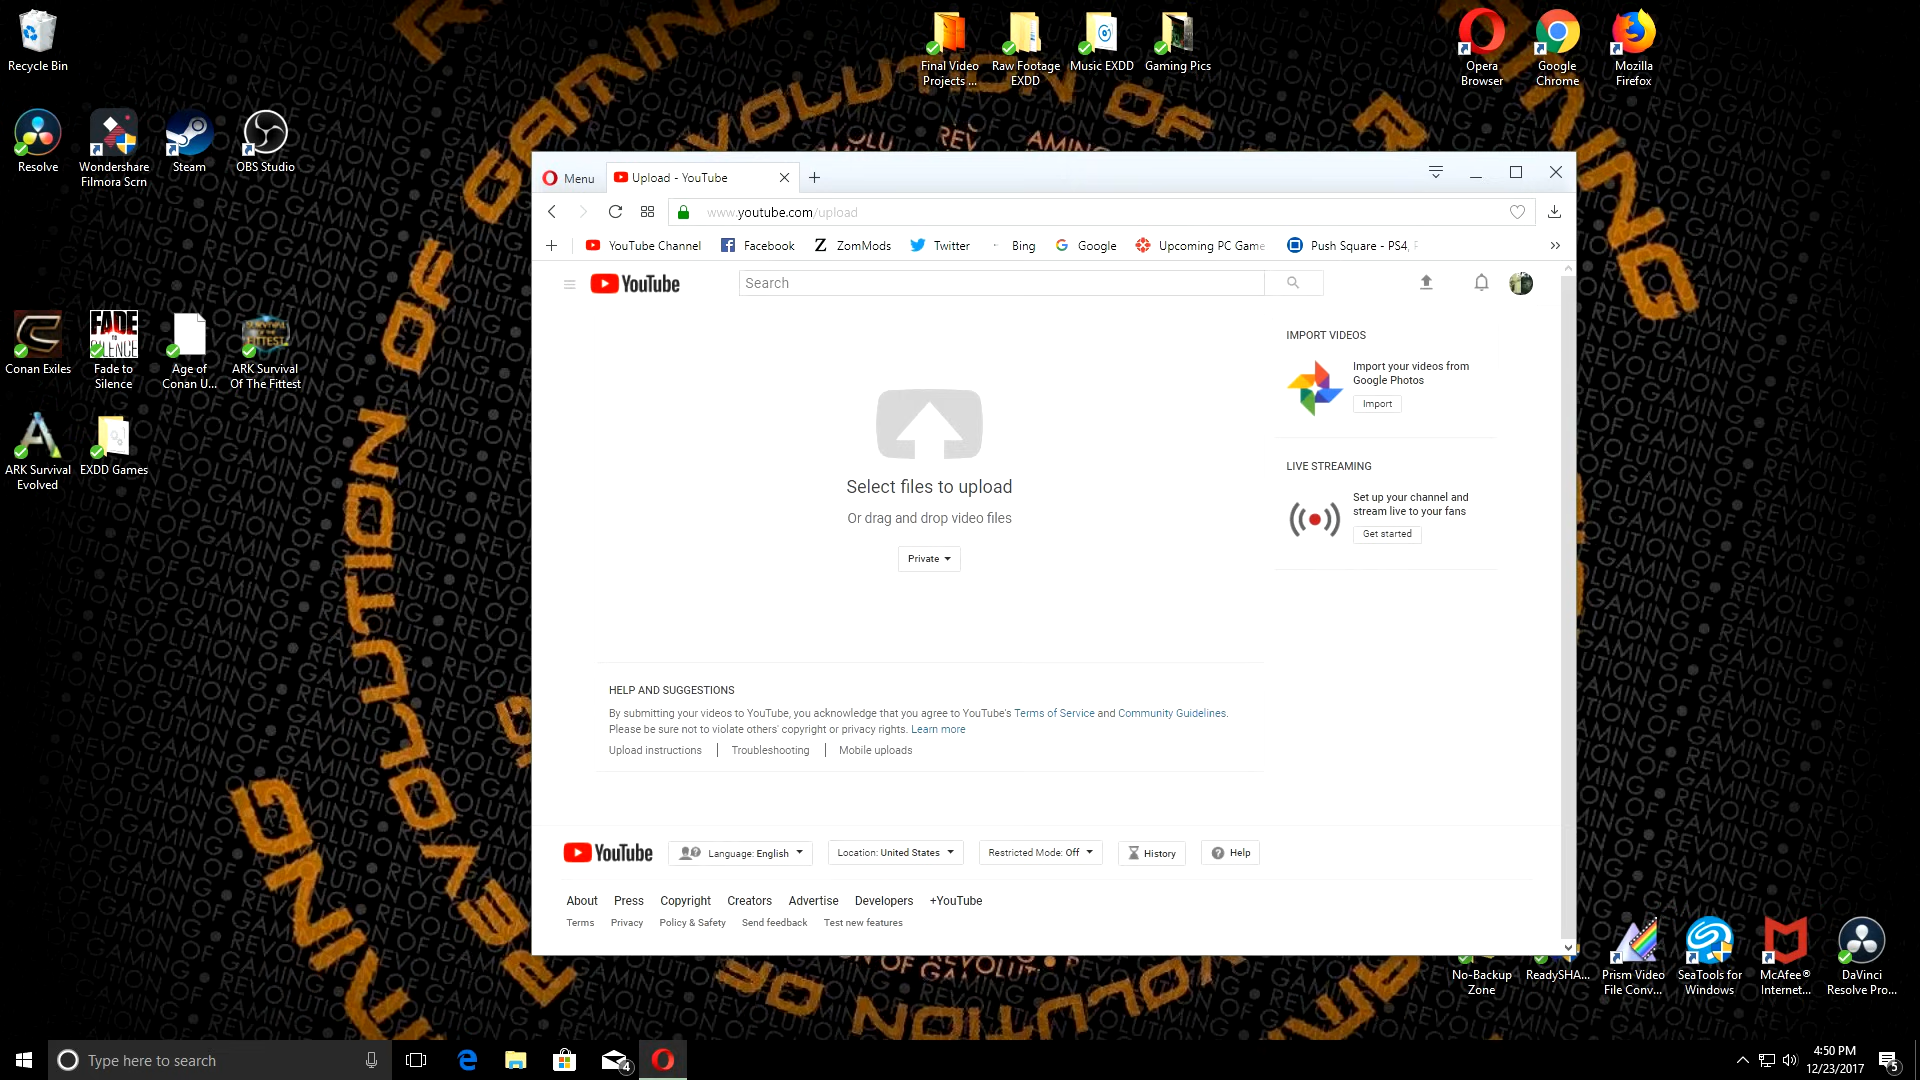 Recycle Bin
Final Video
Projects ...
Raw Footage
EXDD
Music EXDD
Gaming Pics
Opera
Browser
Google
Chrome
Mozilla
Firefox
Resolve
Wondershare
Filmora Scrn
Steam
OBS Studio
Conan Exiles
FADE
to
SILENCE
Fade to
Silence
Age of
Conan U...
SURVIVAL
OF THE
FITTEST
ARK Survival
Of The Fittest
ARK Survival
Evolved
EXDD Games
Menu
Upload - YouTube
www.youtube.com/upload
YouTube Channel
Facebook
ZomMods
Twitter
Bing
Google
Upcoming PC Game
Push Square - PS4,
YouTube
Search
IMPORT VIDEOS
Import your videos from
Google Photos
Import
Select files to upload
Or drag and drop video files
Private
LIVE STREAMING
Set up your channel and
stream live to your fans
Get started
HELP AND SUGGESTIONS
By submitting your videos to YouTube, you acknowledge that you agree to YouTube's Terms of Service and Community Guidelines.
Please be sure not to violate others' copyright or privacy rights. Learn more
Upload instructions
Troubleshooting
Mobile uploads
YouTube
Language: English
Location: United States
Restricted Mode: Off
History
Help
About Press Copyright Creators Advertise Developers +YouTube
Terms Privacy Policy & Safety Send feedback Test new features
No-Backup
Zone
ReadySHA...
Prism Video
File Conv...
SeaTools for
Windows
McAfee®
Internet...
DaVinci
Resolve Pro...
Type here to search
4
4:50 PM
12/23/2017
5